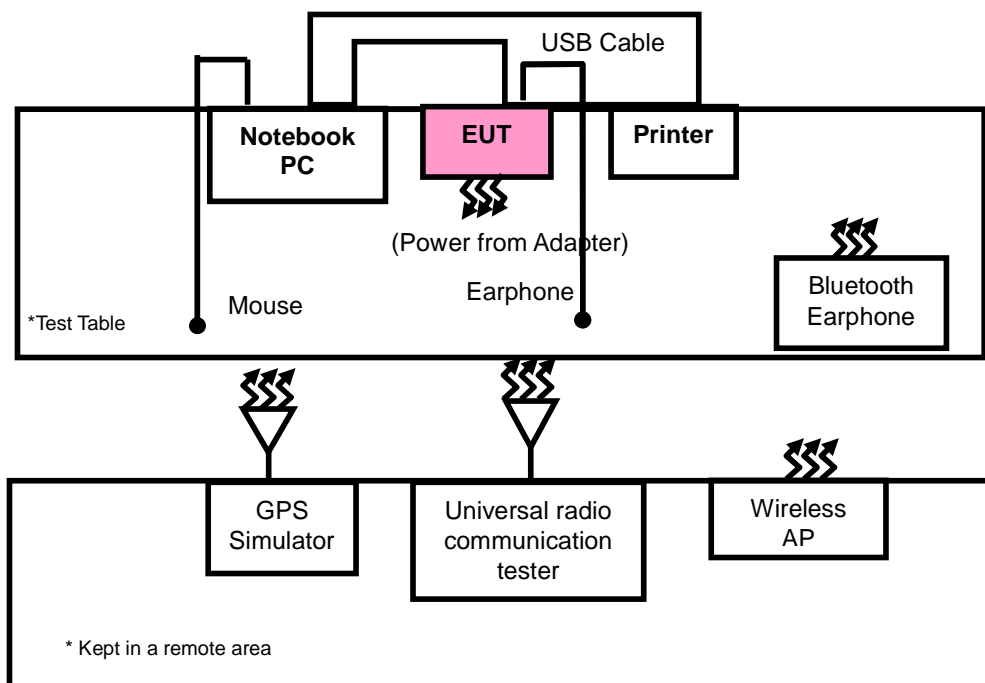 USB Cable
Notebook
PC
EUT
Printer
(Power from Adapter)
Mouse
Earphone
Bluetooth
Earphone
*Test Table
GPS
Simulator
Universal radio
communication
tester
Wireless
AP
* Kept in a remote area